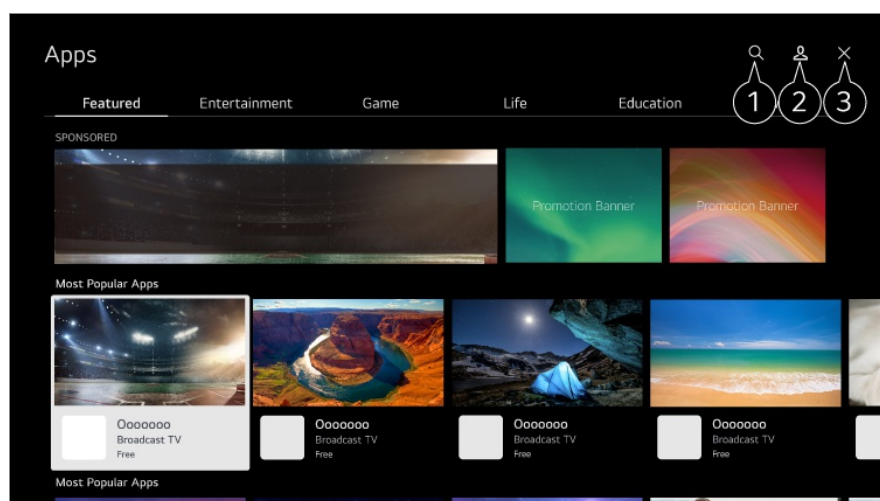 Apps
1 2 3
Featured Entertainment Game Life Education
SPONSORED
Promotion Banner Promotion Banner
Most Popular Apps
Ooooooo Ooooooo Ooooooo Ooooooo
Broadcast TV Broadcast TV Broadcast TV Broadcast TV
Free Free Free Free
Most Popular Apps